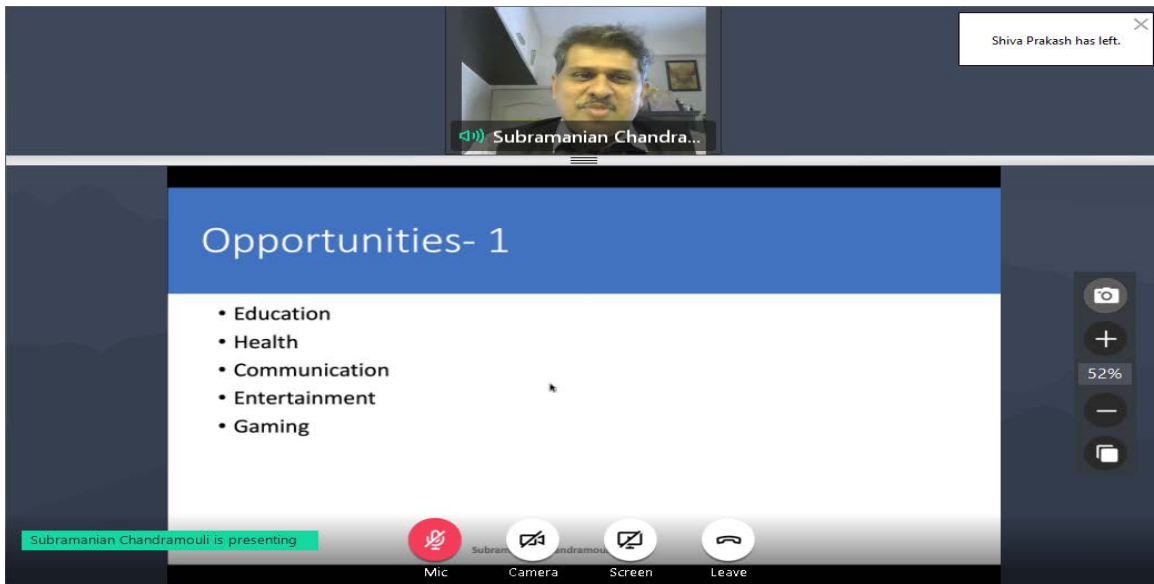 Shiva Prakash has left.
Subramanian Chandra...
Opportunities- 1
• Education
• Health
• Communication
• Entertainment
• Gaming
52%
Subramanian Chandramouli is presenting
Mic
Camera
Screen
Leave